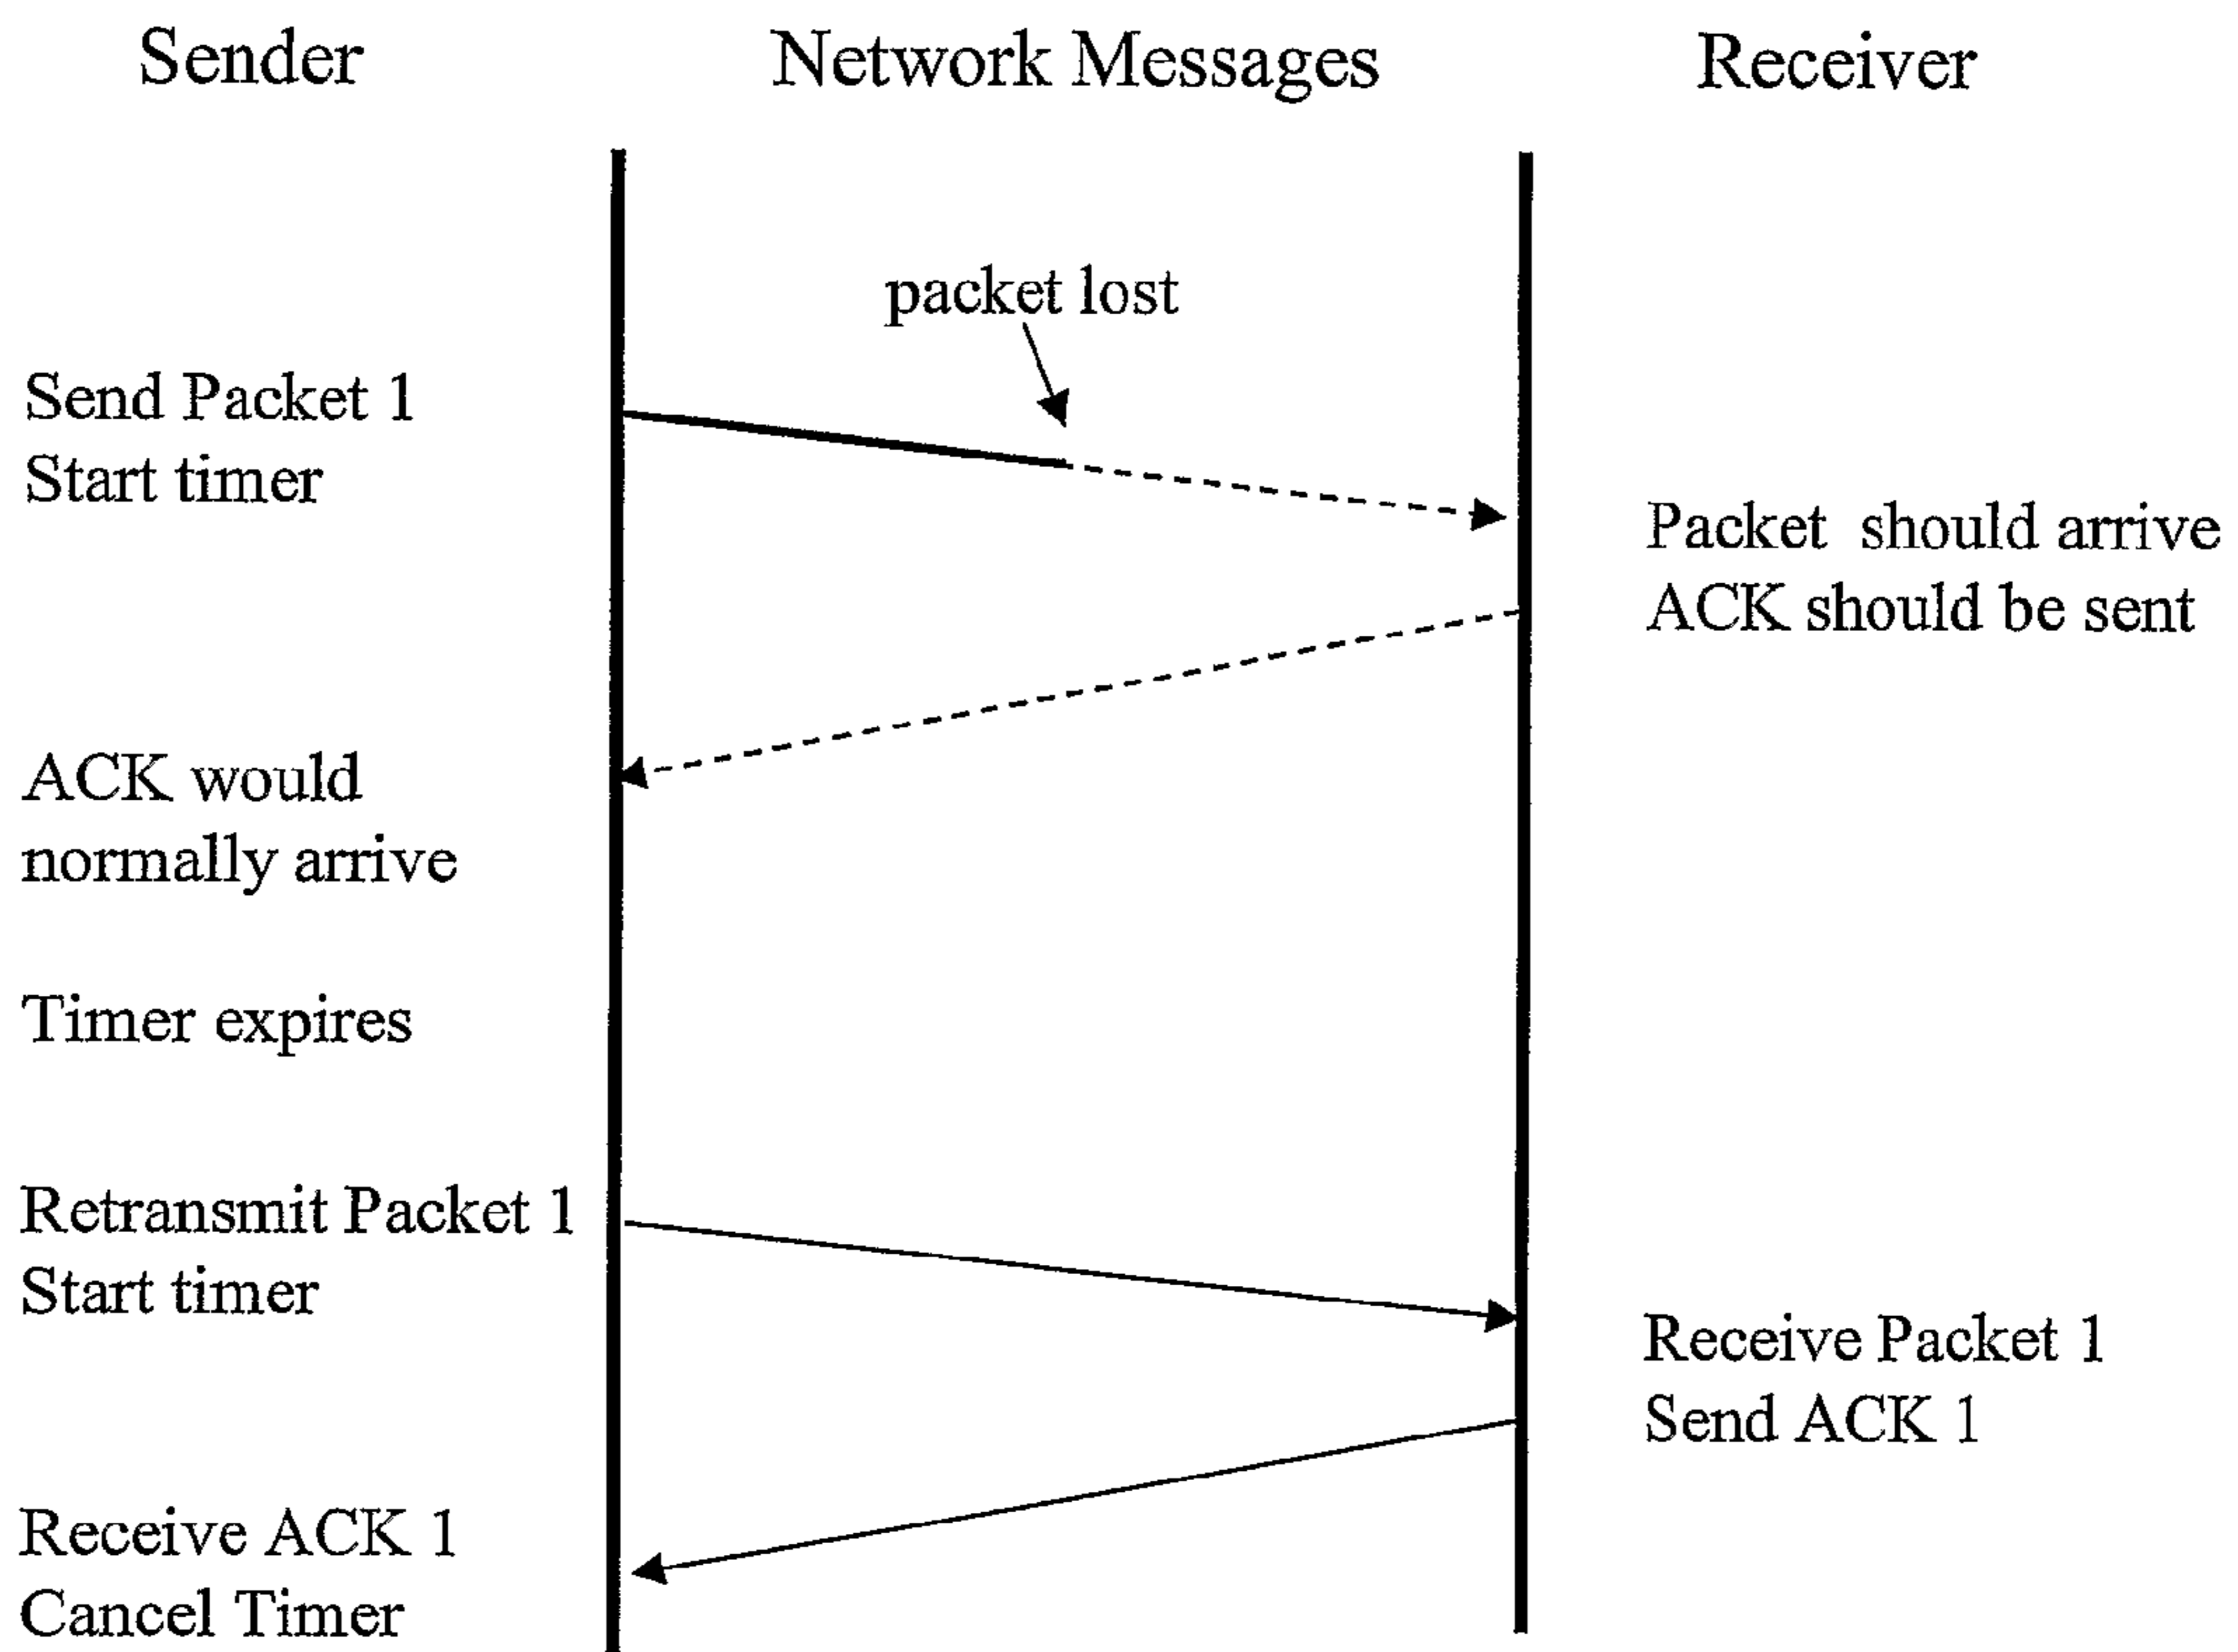 Sender
Network Messages
Receiver
packet lost
Send Packet 1
Start timer
Packet should arrive
ACK should be sent
ACK would
normally arrive
Timer expires
Retransmit Packet 1
Start timer
Receive Packet 1
Send ACK 1
Receive ACK 1
Cancel Timer